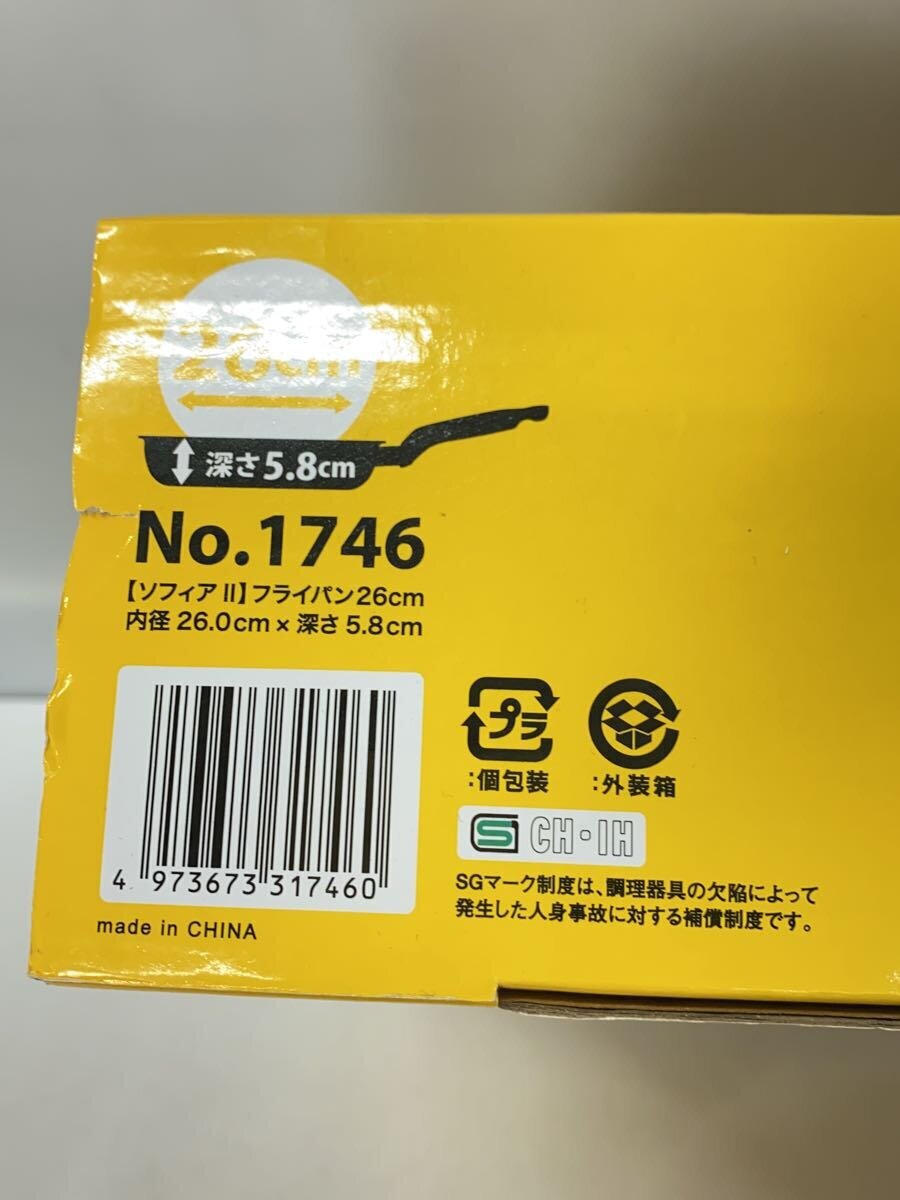 26cm
深さ5.8cm
No.1746
【ソフィアⅡ】フライパン26cm
内径 26.0cm × 深さ 5.8cm
4 973673 317460
made in CHINA
プラ
:個包装
:外装箱
SG CH・IH
SGマーク制度は、調理器具の欠陥によって
発生した人身事故に対する補償制度です。